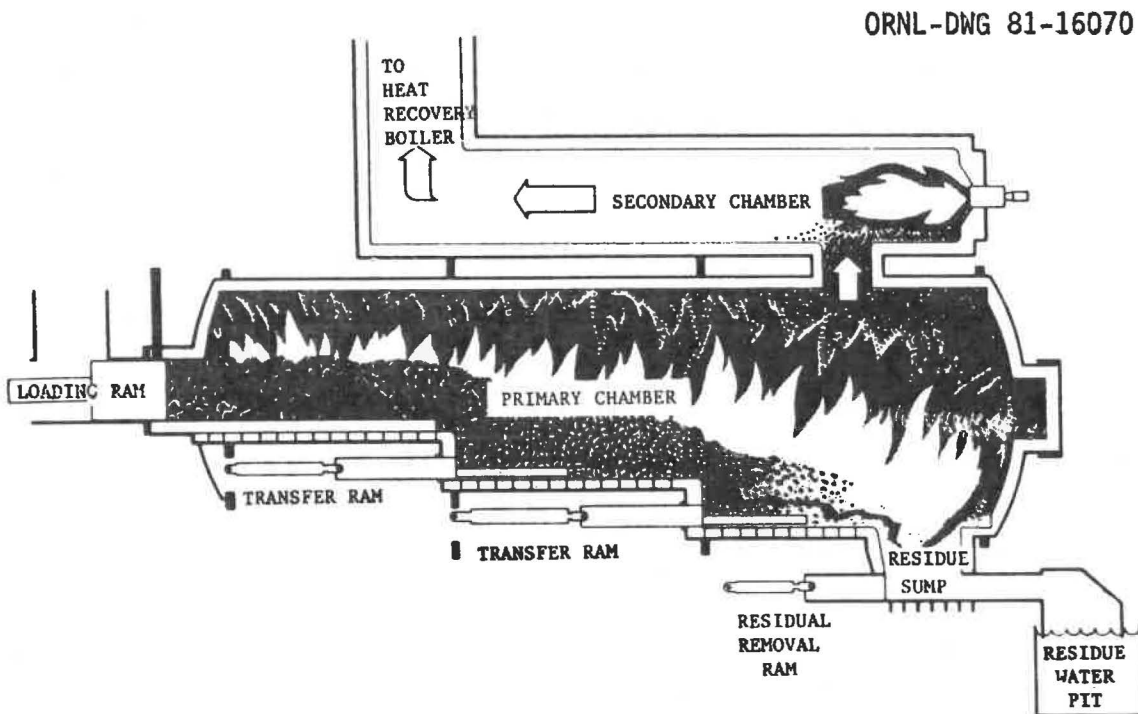 ORNL-DWG 81-16070
TO
HEAT
RECOVERY
BOILER
SECONDARY CHAMBER
LOADING RAM
PRIMARY CHAMBER
TRANSFER RAM
TRANSFER RAM
RESIDUE
SUMP
RESIDUAL
REMOVAL
RAM
RESIDUE
WATER
PIT